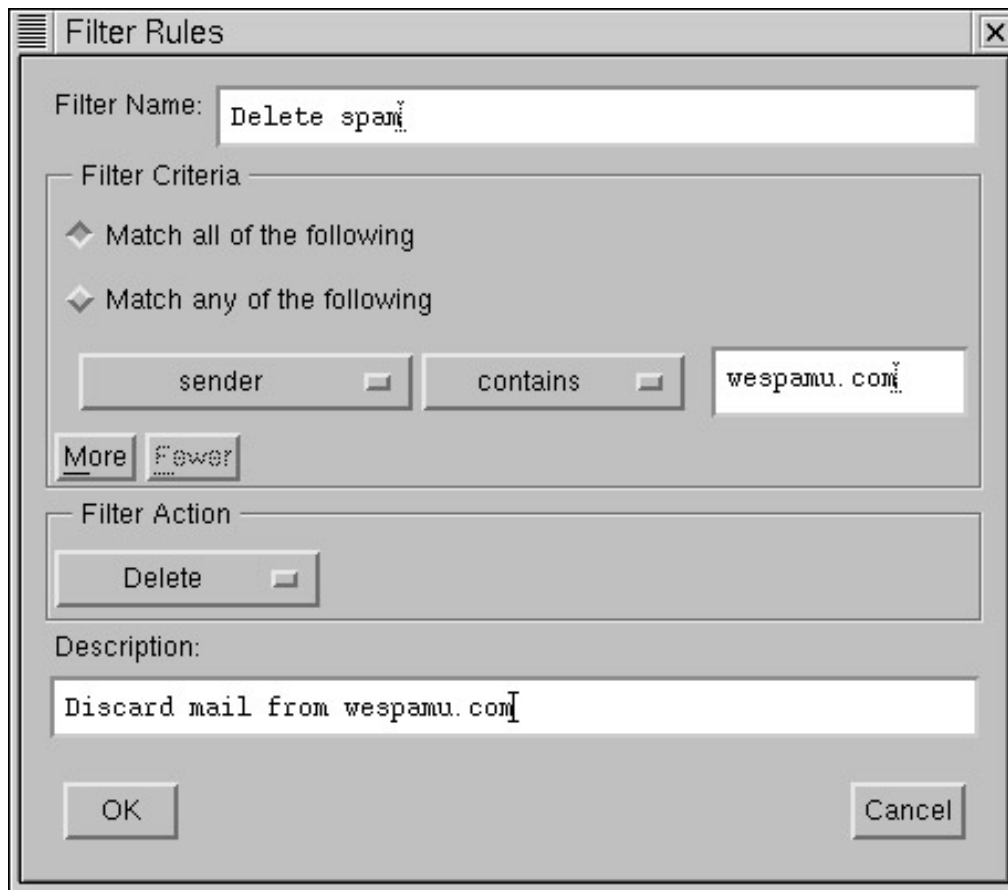 Filter Rules
Filter Name: Delete spam
Filter Criteria
Match all of the following
Match any of the following
sender contains wespamu.com
More Fewer
Filter Action
Delete
Description:
Discard mail from wespamu.com
OK Cancel